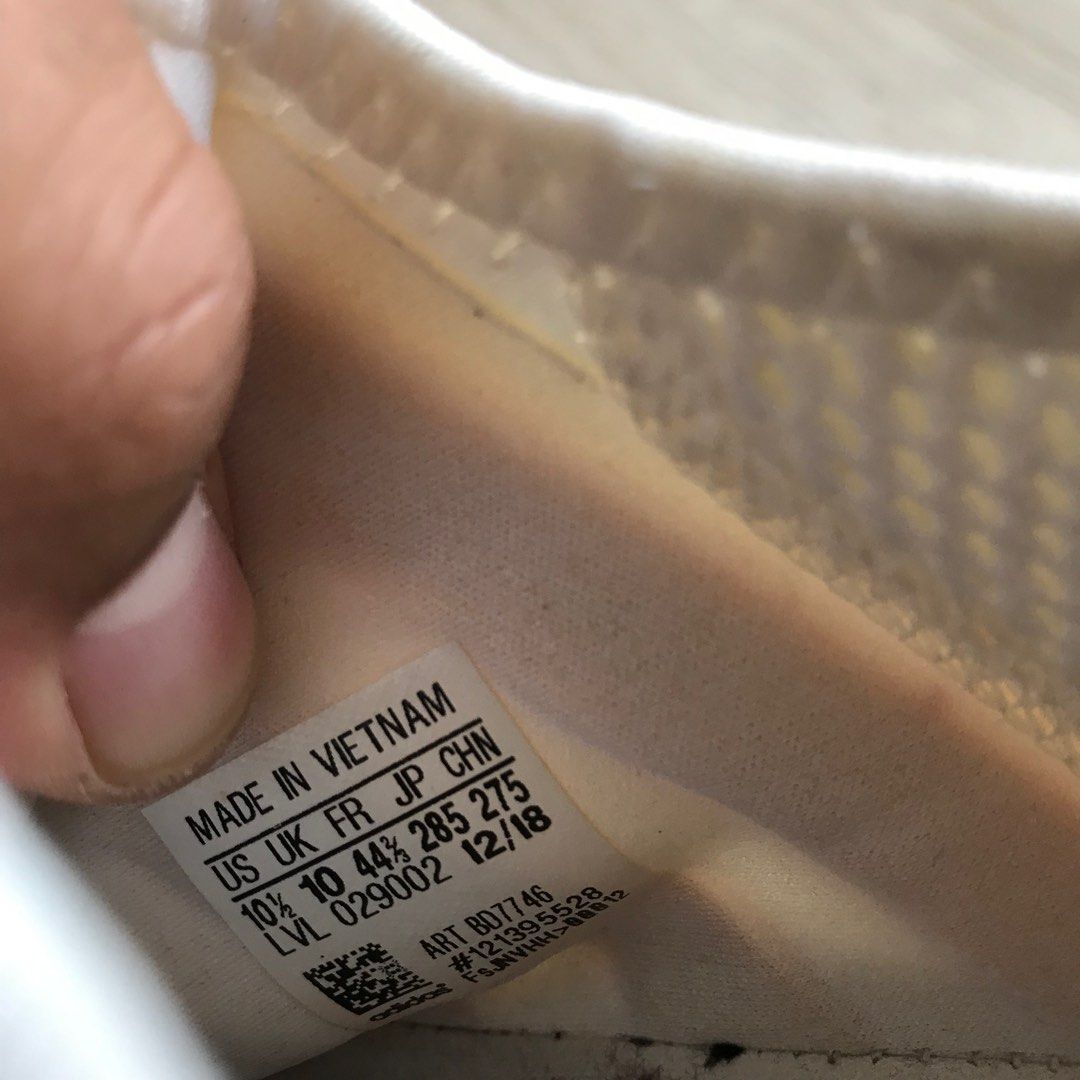 MADE IN VIETNAM
US UK FR JP CHN
10½ 10 44⅔ 285 275
LVL 029002 12/18
ART BD7746
#121395528
adidas